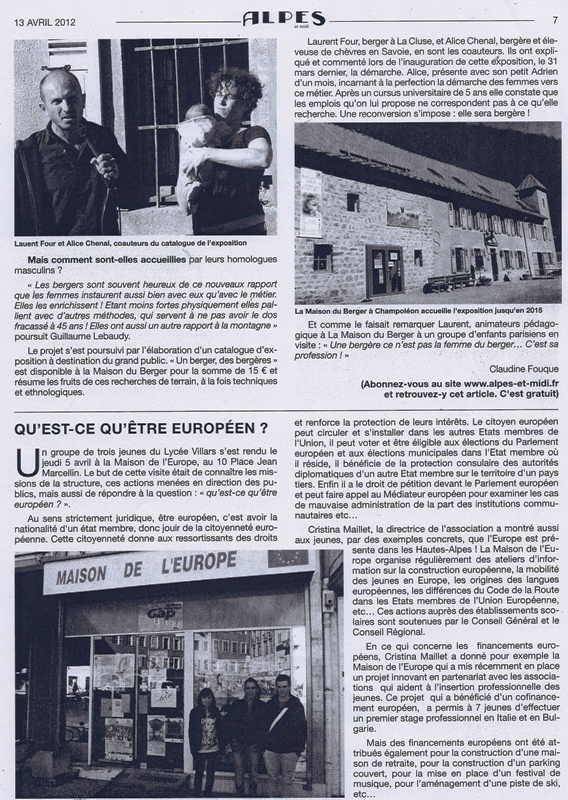 13 AVRIL 2012
ALPES
et midi
7
Lauent Four et Alice Chenal, coauteurs du catalogue de l'exposition
Mais comment sont-elles accueillies par leurs homologues
masculins ?
« Les bergers sont souvent heureux de ce nouveaux rapport
que les femmes instaurent aussi bien avec eux qu'avec le métier.
Elles les enrichissent ! Etant moins fortes physiquement elles pal-
lient avec d'autres méthodes, qui servent à ne pas avoir le dos
fracassé à 45 ans ! Elles ont aussi un autre rapport à la montagne »
poursuit Guillaume Lebaudy.
Le projet s'est poursuivi par l'élaboration d'un catalogue d'ex-
position à destination du grand public. « Un berger, des bergères »
est disponible à la Maison du Berger pour la somme de 15 € et
résume les fruits de ces recherches de terrain, à la fois techniques
et ethnologiques.
Laurent Four, berger à La Cluse, et Alice Chenal, bergère et éle-
veuse de chèvres en Savoie, en sont les coauteurs. Ils ont expli-
qué et commenté lors de l'inauguration de cette exposition, le 31
mars dernier, la démarche. Alice, présente avec son petit Adrien
d'un mois, incarnant à la perfection la démarche des femmes vers
ce métier. Après un cursus universitaire de 5 ans elle constate que
les emplois qu'on lui propose ne correspondent pas à ce qu'elle
recherche. Une reconversion s'impose : elle sera bergère !
La Maison du Berger à Champoléon accueille l'exposition jusqu'en 2015
Et comme le faisait remarquer Laurent, animateurs pédago-
gique à La Maison du Berger à un groupe d'enfants parisiens en
visite : « Une bergère ce n'est pas la femme du berger… C'est sa
profession ! »
Claudine Fouque
(Abonnez-vous au site www.alpes-et-midi.fr
et retrouvez-y cet article. C'est gratuit)
QU'EST-CE QU'ÊTRE EUROPÉEN ?
Un groupe de trois jeunes du Lycée Villars s'est rendu le
jeudi 5 avril à la Maison de l'Europe, au 10 Place Jean
Marcellin. Le but de cette visite était de connaître les mis-
sions de la structure, ces actions menées en direction des pu-
blics, mais aussi de répondre à la question : « qu'est-ce qu'être
européen ? ».
Au sens strictement juridique, être européen, c'est avoir la
nationalité d'un état membre, donc jouir de la citoyenneté euro-
péenne. Cette citoyenneté donne aux ressortissants des droits
MAISON DE L'EUROPE
Gap
et renforce la protection de leurs intérêts. Le citoyen européen
peut circuler et s'installer dans les autres Etats membres de
l'Union, il peut voter et être éligible aux élections du Parlement
européen et aux élections municipales dans l'Etat membre où
il réside, il bénéficie de la protection consulaire des autorités
diplomatiques d'un autre Etat membre sur le territoire d'un pays
tiers. Enfin il a le droit de pétition devant le Parlement européen
et peut faire appel au Médiateur européen pour examiner les cas
de mauvaise administration de la part des institutions commu-
nautaires etc…
Cristina Maillet, la directrice de l'association a montré aussi
aux jeunes, par des exemples concrets, que l'Europe est pré-
sente dans les Hautes-Alpes ! La Maison de l'Eu-
rope organise régulièrement des ateliers d'infor-
mation sur la construction européenne, la mobilité
des jeunes en Europe, les origines des langues
européennes, les différences du Code de la Route
dans les Etats membres de l'Union Européenne,
etc… Ces actions auprès des établissements sco-
laires sont soutenues par le Conseil Général et le
Conseil Régional.
En ce qui concerne les financements euro-
péens, Cristina Maillet a donné pour exemple la
Maison de l'Europe qui a mis récemment en place
un projet innovant en partenariat avec les associa-
tions qui aident à l'insertion professionnelle des
jeunes. Ce projet qui a bénéficié d'un cofinance-
ment européen, a permis à 7 jeunes d'effectuer
un premier stage professionnel en Italie et en Bul-
garie.
Mais des financements européens ont été at-
tribués également pour la construction d'une mai-
son de retraite, pour la construction d'un parking
couvert, pour la mise en place d'un festival de
musique, pour l'aménagement d'une piste de ski,
etc…